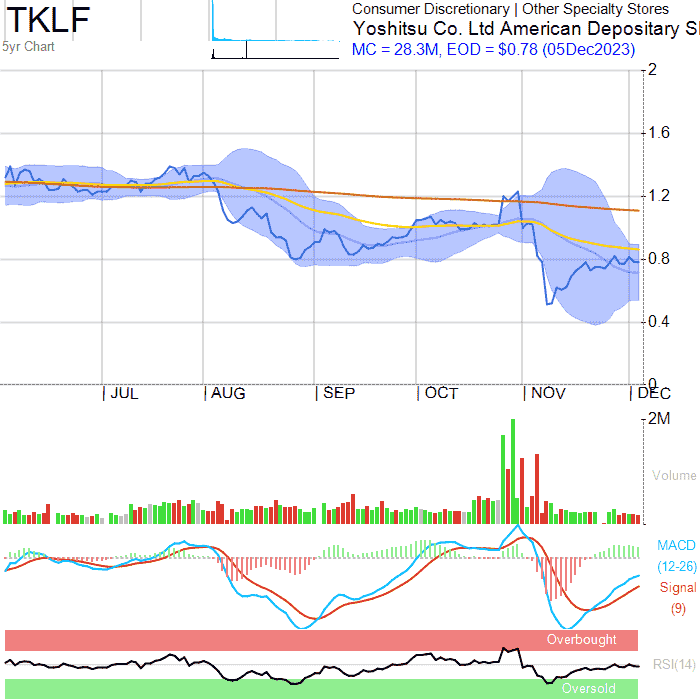 TKLF
5yr Chart
Consumer Discretionary | Other Specialty Stores
Yoshitsu Co. Ltd American Depositary
MC = 28.3M, EOD = $0.78 (05Dec2023)
2
1.6
1.2
0.8
0.4
0
JUL AUG SEP OCT NOV DEC
2M
Volume
MACD
(12-26)
Signal
(9)
Overbought
RSI(14)
Oversold